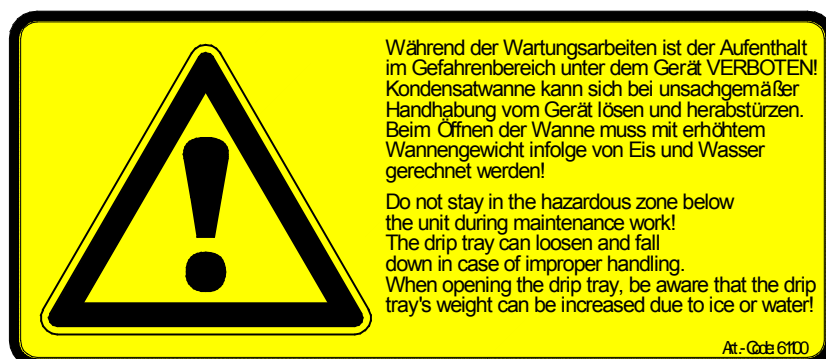 Während der Wartungsarbeiten ist der Aufenthalt
im Gefahrenbereich unter dem Gerät VERBOTEN!
Kondensatwanne kann sich bei unsachgemäßer
Handhabung vom Gerät lösen und herabstürzen.
Beim Öffnen der Wanne muss mit erhöhtem
Wannengewicht infolge von Eis und Wasser
gerechnet werden!
Do not stay in the hazardous zone below
the unit during maintenance work!
The drip tray can loosen and fall
down in case of improper handling.
When opening the drip tray, be aware that the drip
tray's weight can be increased due to ice or water!
Art.-Code: 61100